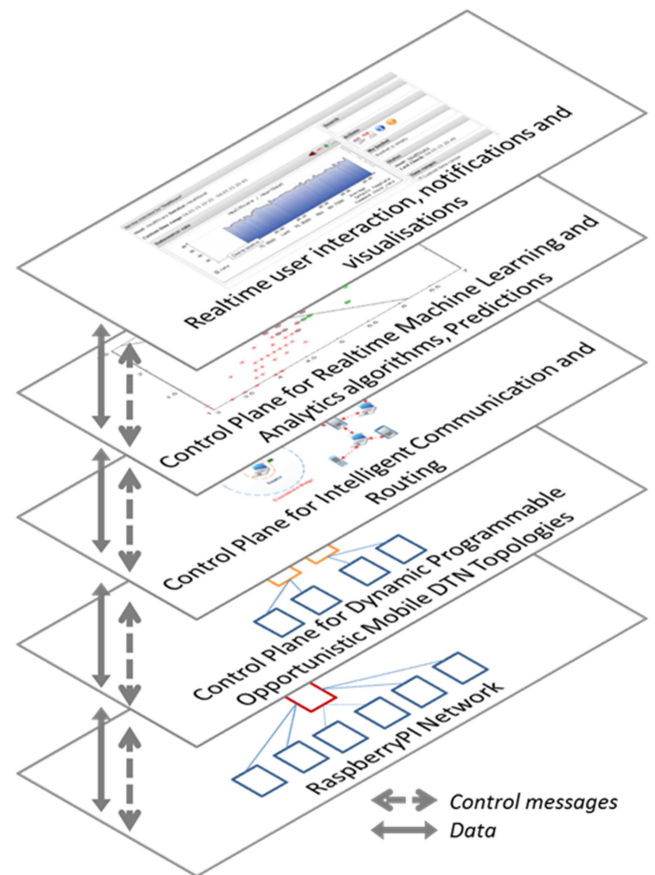 Realtime user interaction, notifications and
visualisations
Control Plane for Realtime Machine Learning and
Analytics algorithms, Predictions
Control Plane for Intelligent Communication and
Routing
Control Plane for Dynamic Programmable
Opportunistic Mobile DTN Topologies
RaspberryPI Network
Control messages
Data